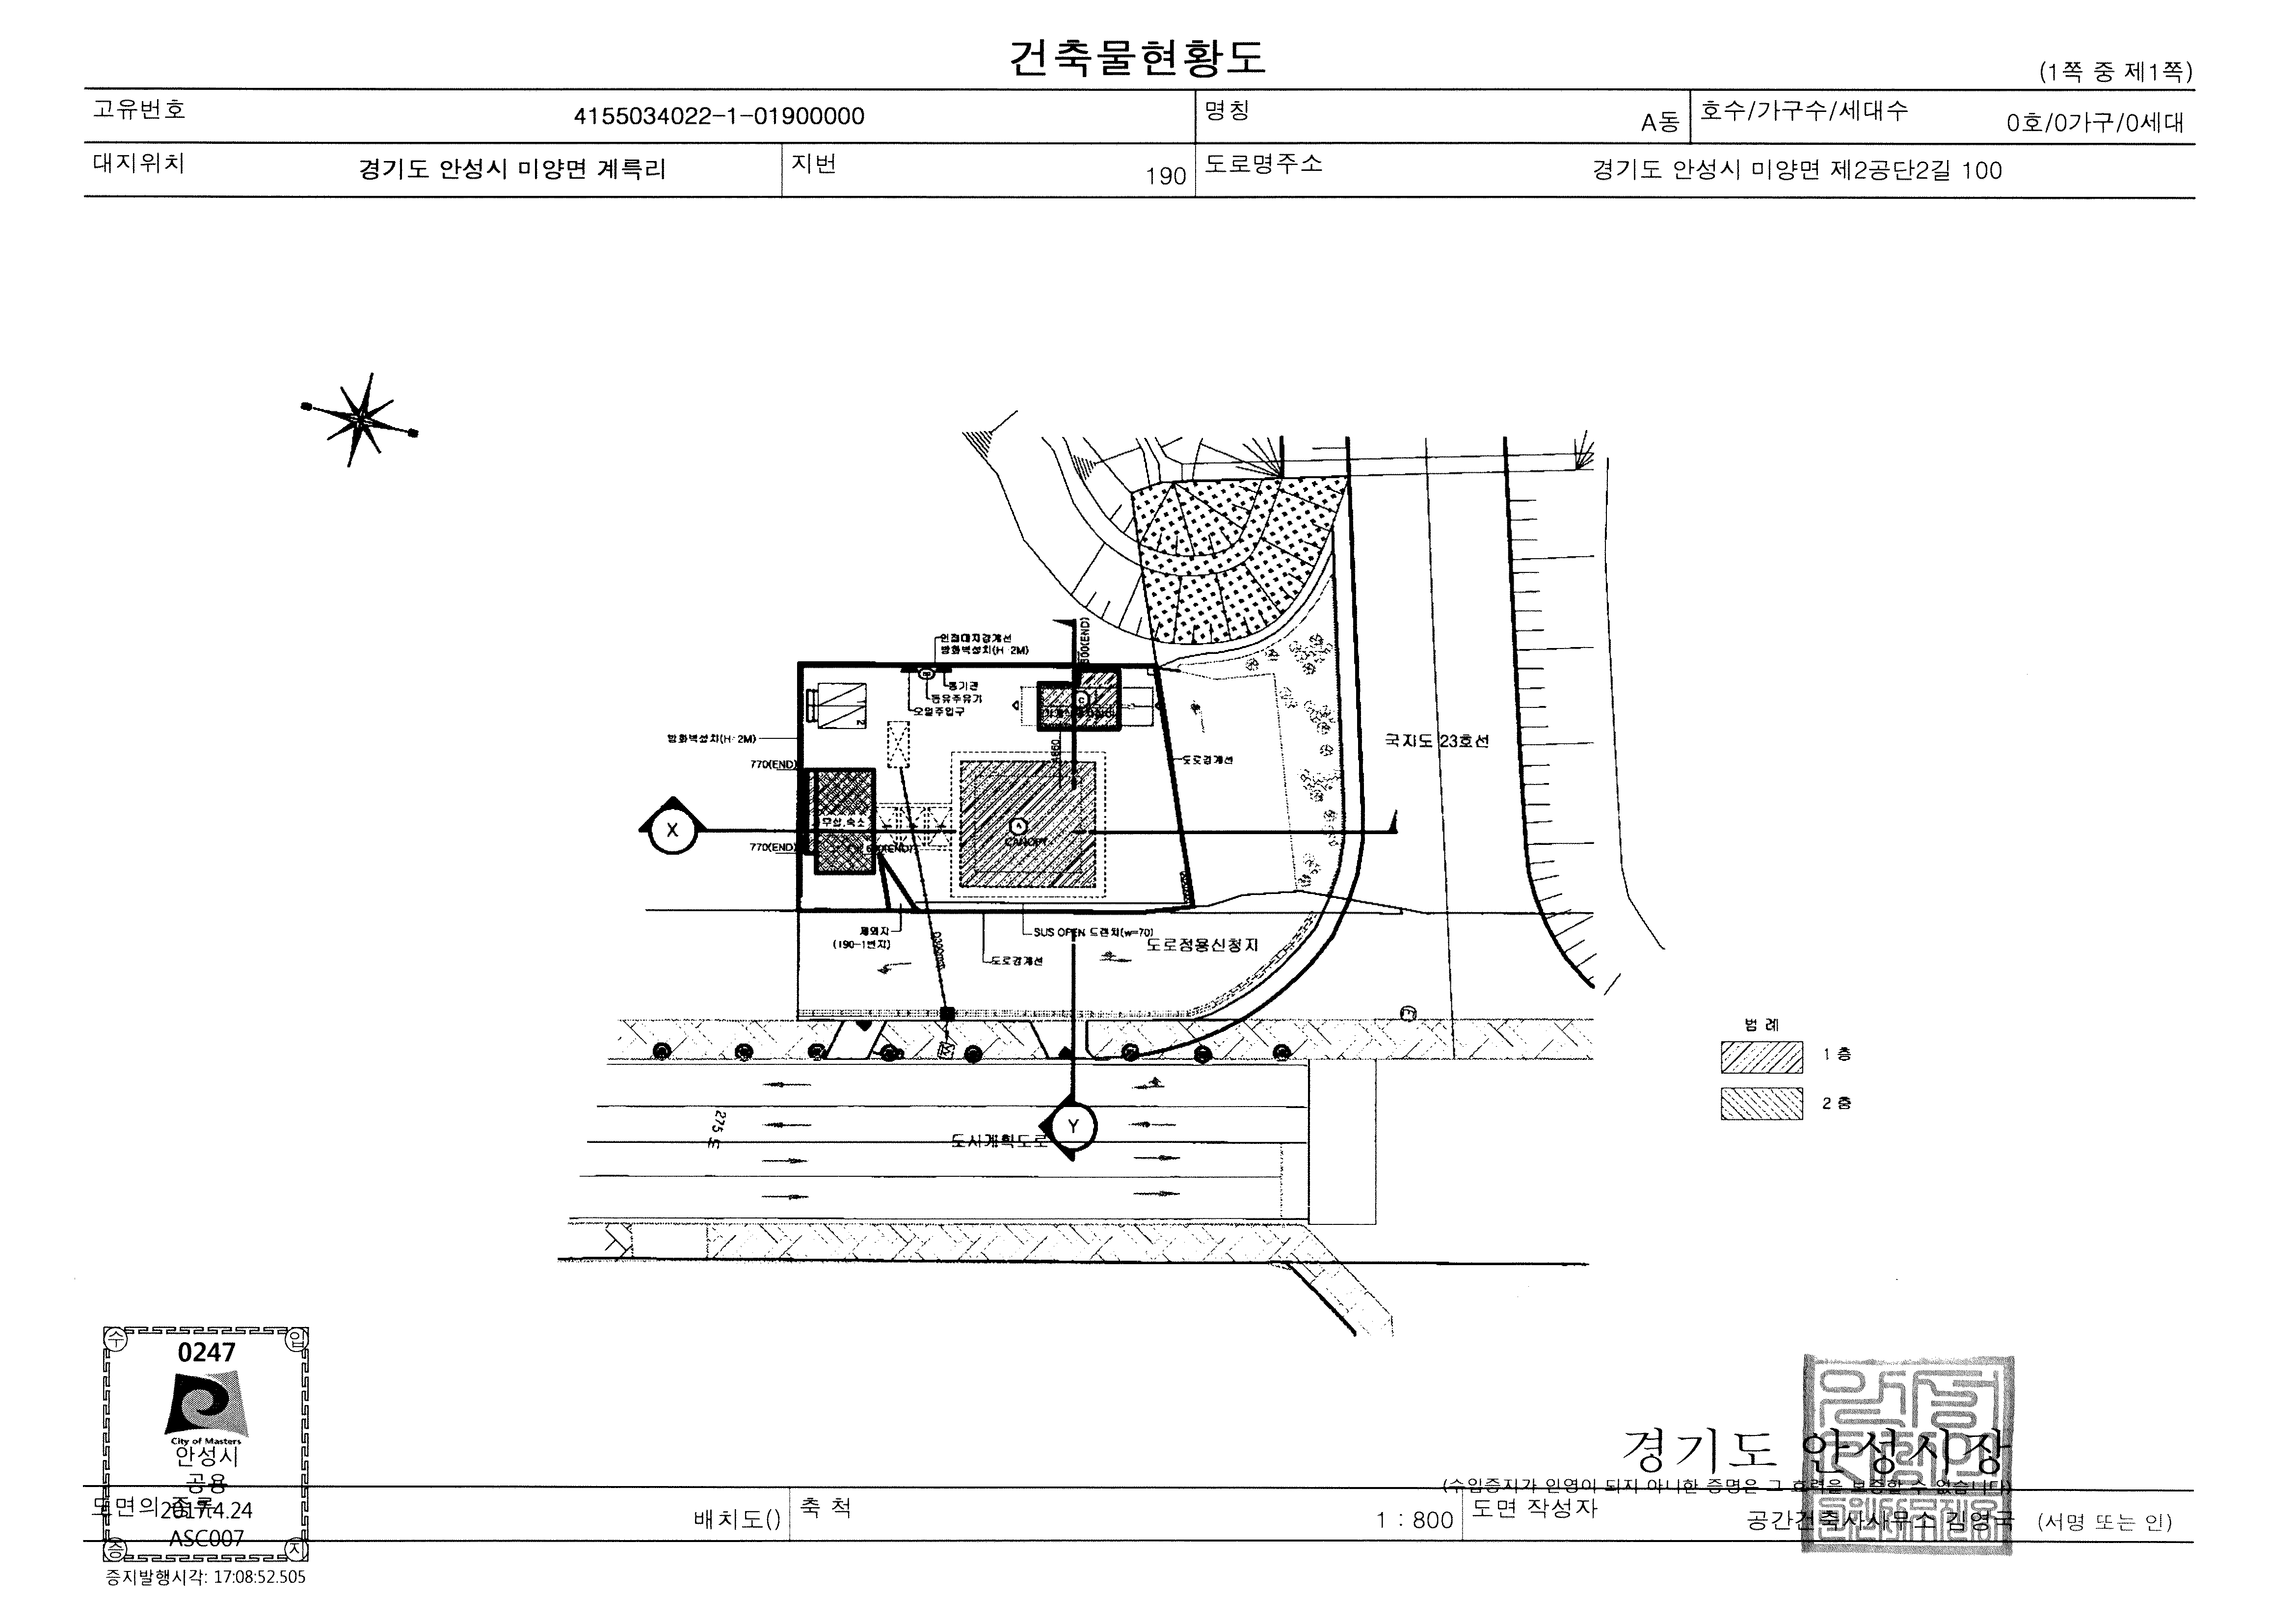 건축물현황도
(1쪽 중 제1쪽)
고유번호 4155034022-1-01900000 명칭 A동 호수/가구수/세대수 0호/0가구/0세대
대지위치 경기도 안성시 미양면 계륵리 지번 190 도로명주소 경기도 안성시 미양면 제2공단2길 100
인접대지경계선
방화벽설치(H=2M)
통기관
등유주유기
오일주입구
방화벽설치(H=2M)
도로경계선
국지도 23호선
770(END)
X
A
CANOPY
770(END)
제외지
(190-1번지)
SUS OPEN 트렌치(w=70)
도로점용신청지
도로경계선
범 례
1 층
2 층
Y
도시계획도로
수 입
0247
City of Masters
안성시
공용
2017.4.24
ASC007
증 지
증지발행시각: 17:08:52.505
경기도 안성시장
(수입증지가 인영이 되지 아니한 증명은 그 효력을 보증할 수 없습니다)
도면의 종류 배치도() 축 척 1 : 800 도면 작성자 공간건축사사무소 김영국 (서명 또는 인)